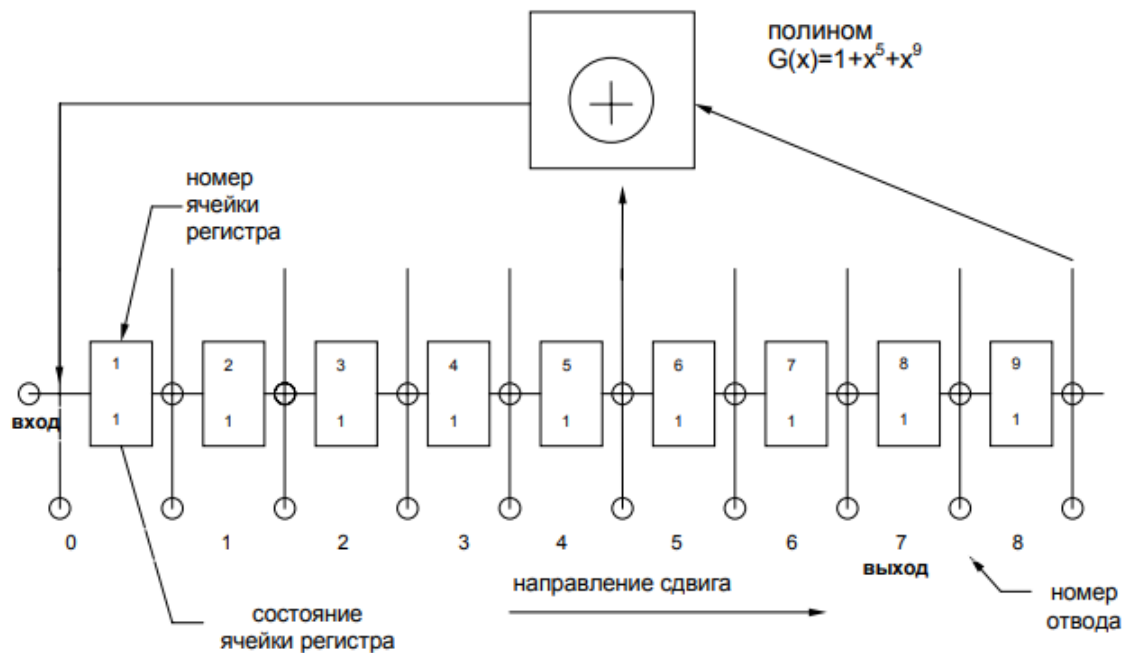 полином
G(x)=1+x⁵+x⁹
номер
ячейки
регистра
1 2 3 4 5 6 7 8 9
1 1 1 1 1 1 1 1 1
вход
0 1 2 3 4 5 6 7 8
выход
направление сдвига
состояние
ячейки регистра
номер
отвода